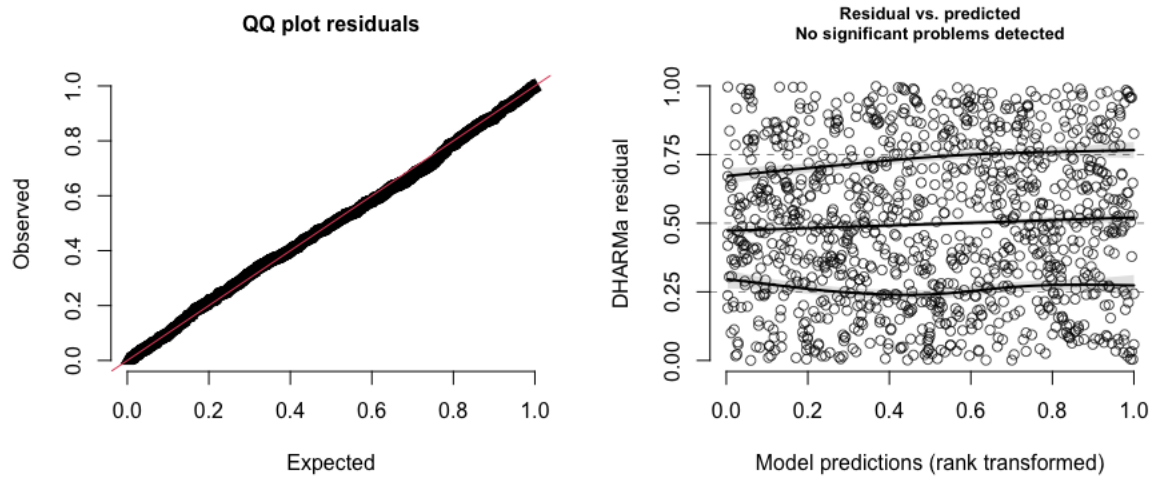 QQ plot residuals
Observed
0.0 0.2 0.4 0.6 0.8 1.0
0.0 0.2 0.4 0.6 0.8 1.0
Expected
Residual vs. predicted
No significant problems detected
DHARMa residual
0.00 0.25 0.50 0.75 1.00
0.0 0.2 0.4 0.6 0.8 1.0
Model predictions (rank transformed)